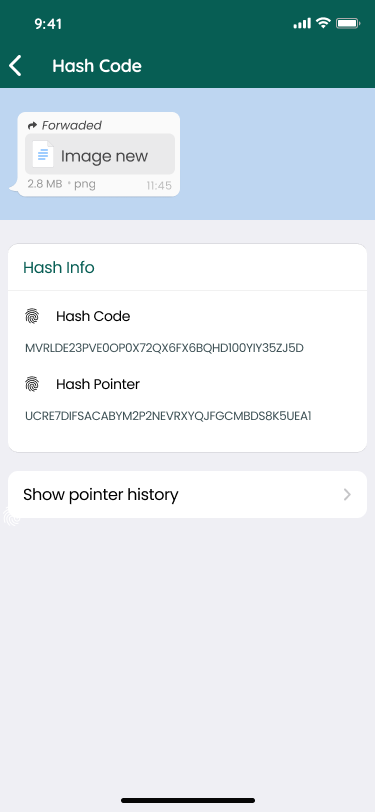 9:41
Hash Code
Forwaded
Image new
2.8 MB • png 11:45
Hash Info
Hash Code
MVRLDE23PVE0OP0X72QX6FX6BQHD100YIY35ZJ5D
Hash Pointer
UCRE7DIFSACABYM2P2NEVRXYQJFGCMBDS8K5UEA1
Show pointer history